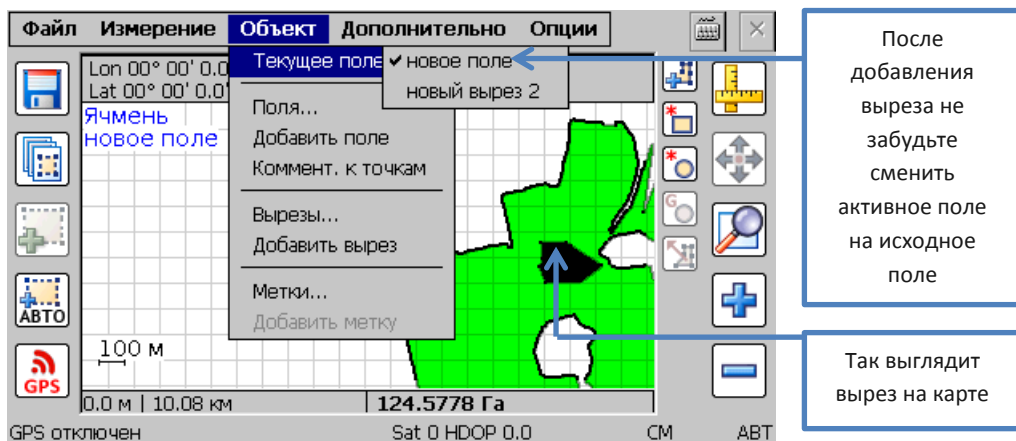 Файл Измерение Объект Дополнительно Опции
Lon 00° 00' 0.0
Lat 00° 00' 0.0'
Ячмень
новое поле
Текущее поле
✓ новое поле
новый вырез 2
Поля...
Добавить поле
Коммент. к точкам
Вырезы...
Добавить вырез
Метки...
Добавить метку
G
АВТО
GPS
100 м
0.0 м | 10.08 км
124.5778 Га
GPS отключен
Sat 0 HDOP 0.0
СМ
АВТ
После
добавления
выреза не
забудьте
сменить
активное поле
на исходное
поле
Так выглядит
вырез на карте